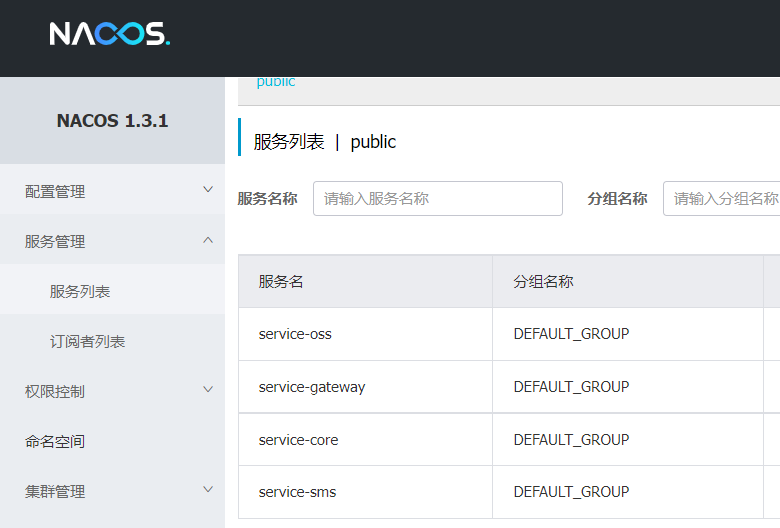 NACOS.
public
NACOS 1.3.1
服务列表 | public
配置管理
服务名称 请输入服务名称 分组名称 请输入分组名称
服务管理
服务名 分组名称
服务列表
service-oss DEFAULT_GROUP
订阅者列表
service-gateway DEFAULT_GROUP
权限控制
service-core DEFAULT_GROUP
命名空间
service-sms DEFAULT_GROUP
集群管理